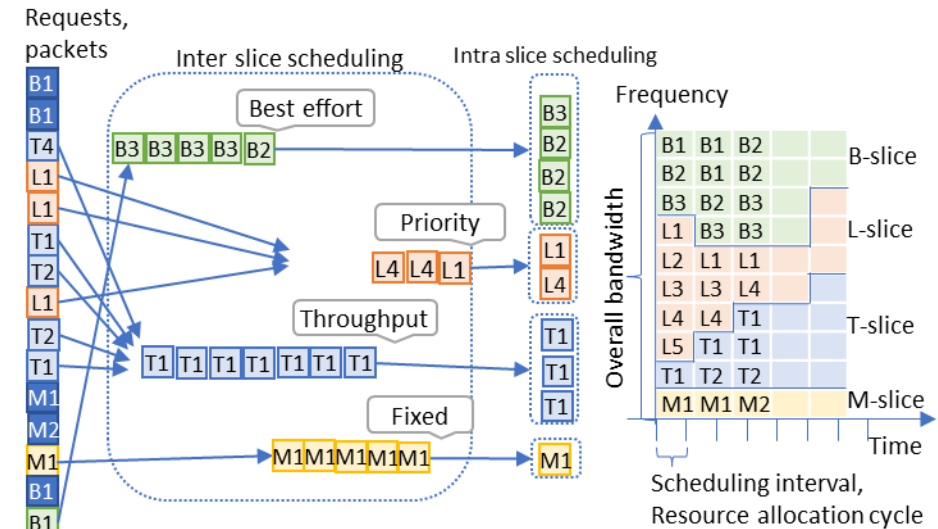 Requests,
packets
B1
B1
T4
L1
L1
T1
T2
L1
T2
T1
M1
M2
M1
B1
B1
Inter slice scheduling
Best effort
B3 B3 B3 B3 B2
Priority
L4 L4 L1
Throughput
T1 T1 T1 T1 T1 T1 T1
Fixed
M1 M1 M1 M1 M1
Intra slice scheduling
B3
B2
B2
B2
L1
L4
T1
T1
T1
M1
Frequency
Overall bandwidth
B1 B1 B2
B2 B1 B2
B3 B2 B3
L1 B3 B3
L2 L1 L1
L3 L3 L4
L4 L4 T1
L5 T1 T1
T1 T2 T2
M1 M1 M2
B-slice
L-slice
T-slice
M-slice
Time
Scheduling interval,
Resource allocation cycle